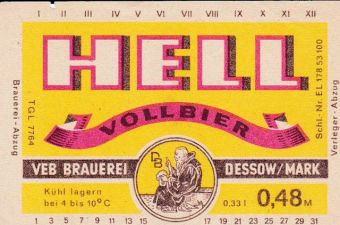 I II IV V VI VII VIII IX X XI XII
HELL
VOLLBIER
VEB BRAUEREI
DB
DESSOW/MARK
Kühl lagern
bei 4 bis 10°C
0,33 l
0,48 M
1 3 5 7 9 11 13 15 17 19 21 23 25 27 29 31
Brauerei-Abzug
TGL 7764
Schl.-Nr. EL 178 53 100
Verleger-Abzug